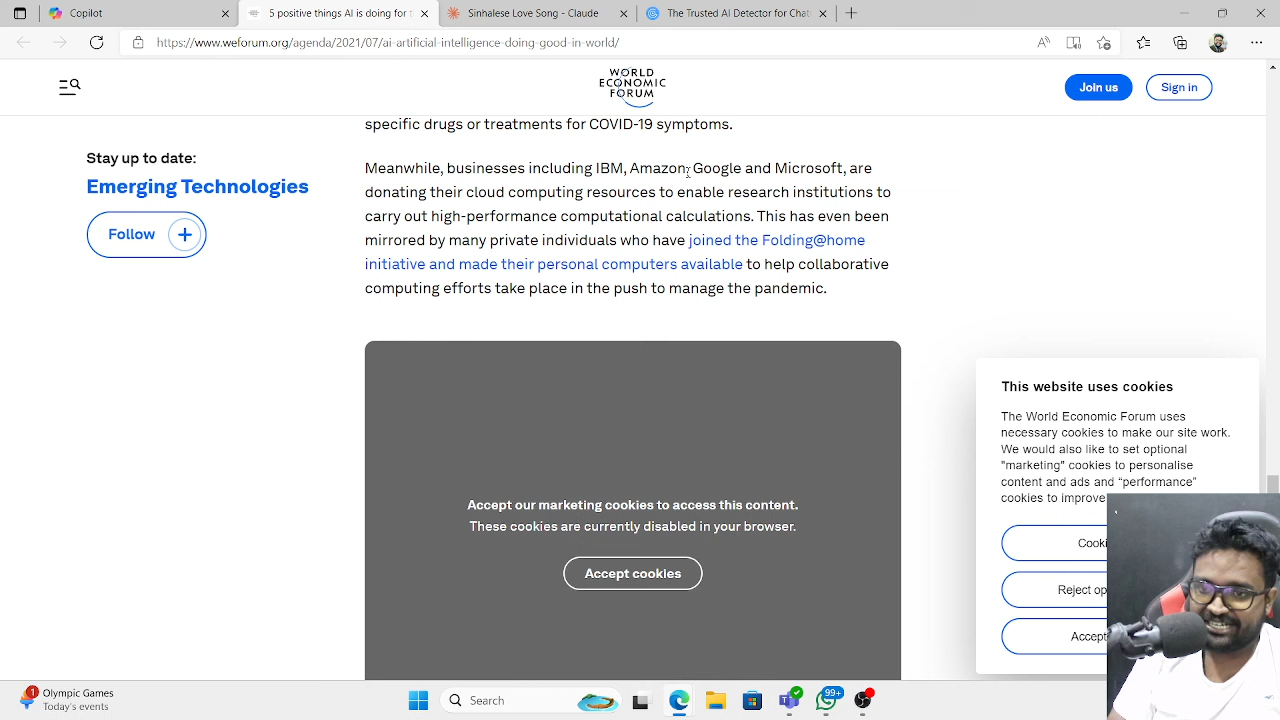 Copilot
5 positive things AI is doing for t
Sinhalese Love Song - Claude
The Trusted AI Detector for Chat
https://www.weforum.org/agenda/2021/07/ai-artificial-intelligence-doing-good-in-world/
WORLD
ECONOMIC
FORUM
Join us
Sign in
Stay up to date:
Emerging Technologies
Follow
specific drugs or treatments for COVID-19 symptoms.
Meanwhile, businesses including IBM, Amazon, Google and Microsoft, are
donating their cloud computing resources to enable research institutions to
carry out high-performance computational calculations. This has even been
mirrored by many private individuals who have joined the Folding@home
initiative and made their personal computers available to help collaborative
computing efforts take place in the push to manage the pandemic.
Accept our marketing cookies to access this content.
These cookies are currently disabled in your browser.
Accept cookies
This website uses cookies
The World Economic Forum uses
necessary cookies to make our site work.
We would also like to set optional
"marketing" cookies to personalise
content and ads and “performance”
cookies to improve
Cooki
Reject op
Accept
1
Olympic Games
Today's events
Search
99+